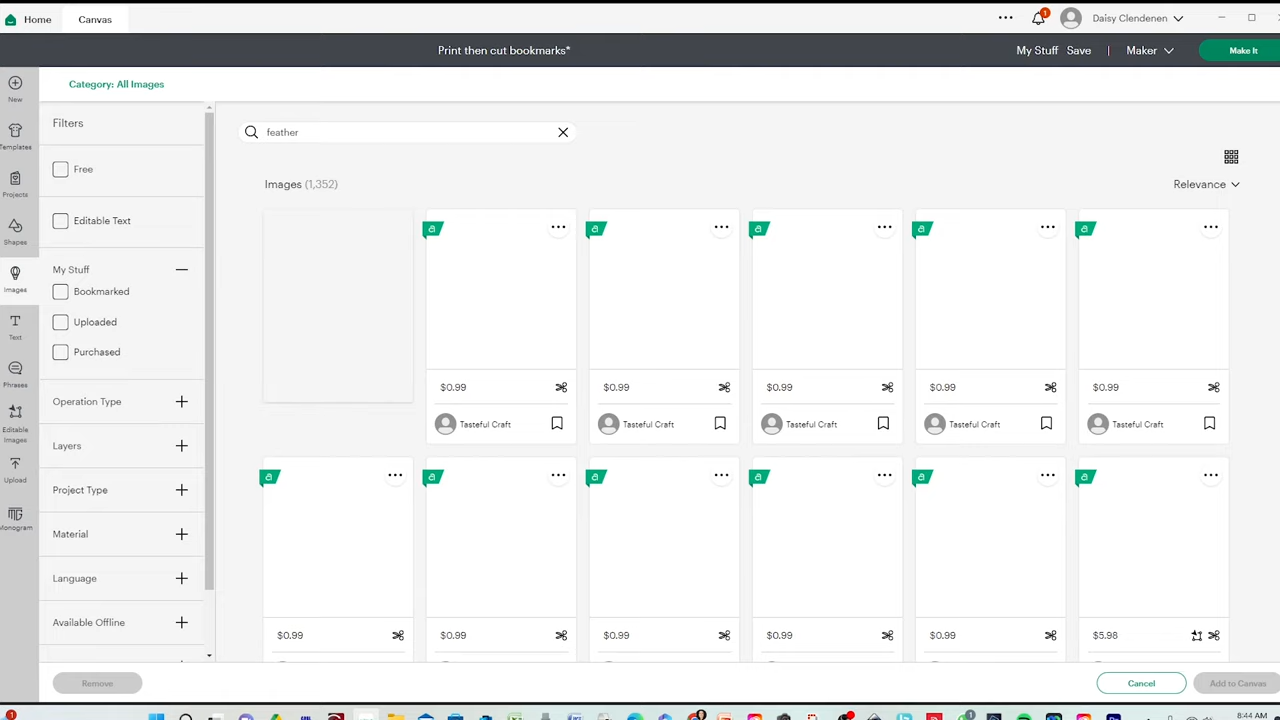 Home
Canvas
1
Daisy Clendenen
Print then cut bookmarks*
My Stuff
Save
|
Maker
Make It
New
Templates
Projects
Shapes
Images
Text
Phrases
Editable
Images
Upload
Monogram
Category: All Images
Filters
Free
Editable Text
My Stuff
Bookmarked
Uploaded
Purchased
Operation Type
Layers
Project Type
Material
Language
Available Offline
feather
Images (1,352)
Relevance
a a a a a
$0.99 $0.99 $0.99 $0.99 $0.99
Tasteful Craft Tasteful Craft Tasteful Craft Tasteful Craft Tasteful Craft
a a a a a a
$0.99 $0.99 $0.99 $0.99 $0.99 $5.98
Remove
Cancel
Add to Canvas
8:44 AM